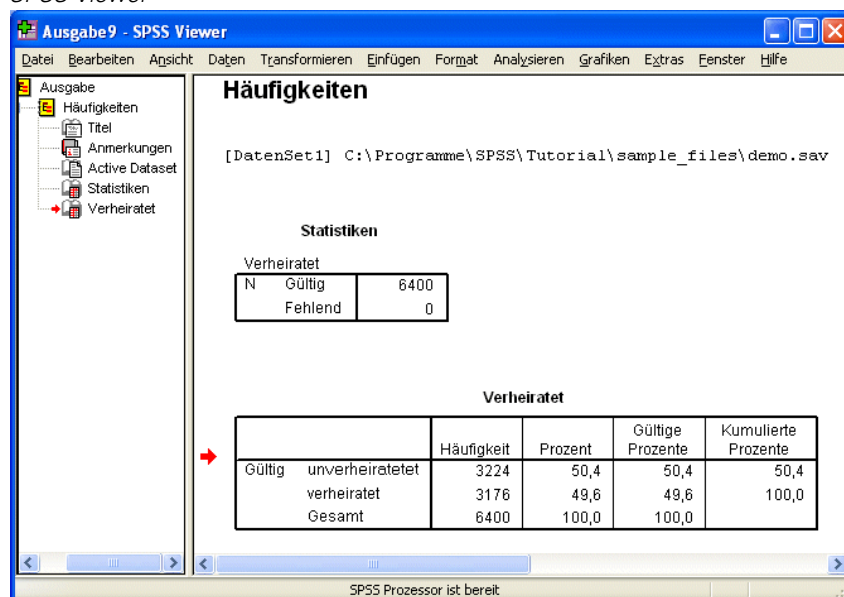 SPSS Viewer
Ausgabe9 - SPSS Viewer
Datei Bearbeiten Ansicht Daten Transformieren Einfügen Format Analysieren Grafiken Extras Fenster Hilfe
Ausgabe
Häufigkeiten
Titel
Anmerkungen
Active Dataset
Statistiken
Verheiratet
Häufigkeiten
[DatenSet1] C:\Programme\SPSS\Tutorial\sample_files\demo.sav
Statistiken
Verheiratet
N Gültig 6400
Fehlend 0
Verheiratet
Häufigkeit Prozent Gültige Prozente Kumulierte Prozente
Gültig unverheiratetet 3224 50,4 50,4 50,4
verheiratet 3176 49,6 49,6 100,0
Gesamt 6400 100,0 100,0
SPSS Prozessor ist bereit